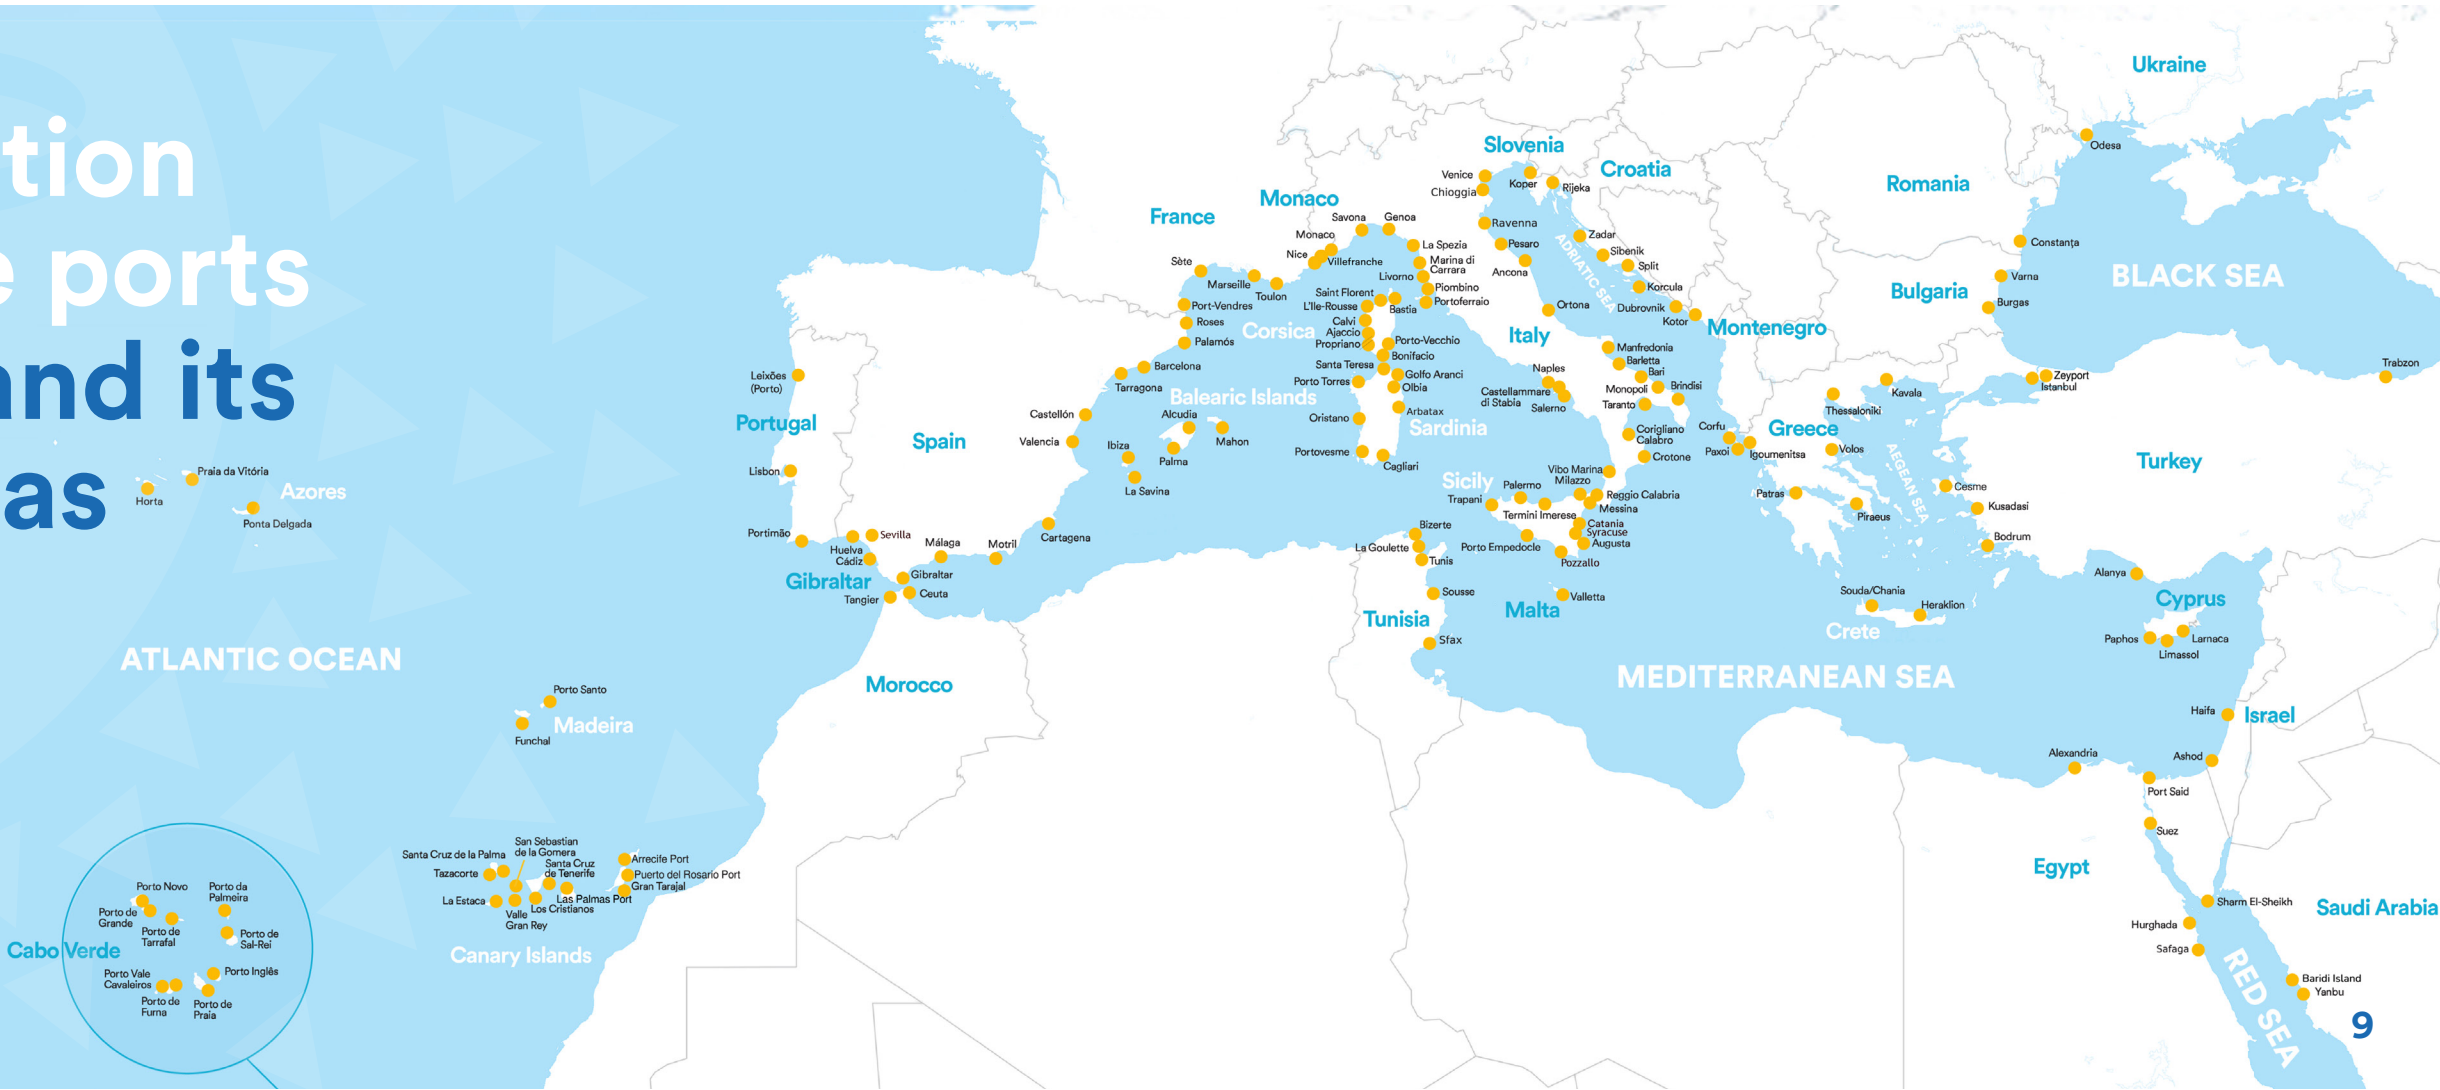 tion
e ports
and its
as
Ukraine
Odesa
Slovenia
Croatia
Romania
Venice
Chioggia
Koper
Rijeka
Monaco
France
Savona
Genoa
Monaco
Nice
Villefranche
La Spezia
Marina di
Carrara
Livorno
Piombino
Portoferraio
Ravenna
Pesaro
Ancona
Ortona
ADRIATIC SEA
Zadar
Sibenik
Split
Korcula
Dubrovnik
Kotor
Montenegro
Constanţa
Varna
Bulgaria
Burgas
BLACK SEA
Trabzon
Sète
Marseille
Toulon
Port-Vendres
Roses
Palamós
Saint Florent
L'Ile-Rousse
Bastia
Calvi
Corsica
Ajaccio
Propriano
Porto-Vecchio
Bonifacio
Santa Teresa
Golfo Aranci
Porto Torres
Olbia
Arbatax
Oristano
Sardinia
Portovesme
Cagliari
Italy
Manfredonia
Barletta
Bari
Monopoli
Brindisi
Taranto
Naples
Castellammare
di Stabia
Salerno
Corigliano
Calabro
Crotone
Vibo Marina
Milazzo
Reggio Calabria
Messina
Sicily
Palermo
Trapani
Termini Imerese
Catania
Syracuse
Augusta
Porto Empedocle
Pozzallo
Malta
Valletta
Leixões
(Porto)
Portugal
Lisbon
Portimão
Spain
Barcelona
Tarragona
Castellón
Valencia
Balearic Islands
Alcudia
Mahon
Ibiza
Palma
La Savina
Cartagena
Motril
Málaga
Sevilla
Huelva
Cádiz
Gibraltar
Gibraltar
Tangier
Ceuta
Bizerte
La Goulette
Tunis
Sousse
Tunisia
Sfax
Corfu
Paxoi
Igoumenitsa
Greece
Thessaloniki
Kavala
Volos
Patras
Piraeus
AEGEAN SEA
Zeyport
Istanbul
Turkey
Cesme
Kusadasi
Bodrum
Alanya
Souda/Chania
Heraklion
Crete
Cyprus
Paphos
Larnaca
Limassol
MEDITERRANEAN SEA
Haifa
Israel
Ashod
Alexandria
Port Said
Suez
Egypt
Sharm El-Sheikh
Saudi Arabia
Hurghada
Safaga
Baridi Island
Yanbu
RED SEA
9
Praia da Vitória
Azores
Horta
Ponta Delgada
ATLANTIC OCEAN
Morocco
Porto Santo
Madeira
Funchal
San Sebastian
de la Gomera
Santa Cruz de la Palma
Santa Cruz
de Tenerife
Tazacorte
La Estaca
Valle
Gran Rey
Los Cristianos
Las Palmas Port
Arrecife Port
Puerto del Rosario Port
Gran Tarajal
Canary Islands
Porto Novo
Porto da
Palmeira
Porto de
Grande
Porto de
Tarrafal
Porto de
Sal-Rei
Cabo Verde
Porto Vale
Cavaleiros
Porto Inglês
Porto de
Furna
Porto de
Praia